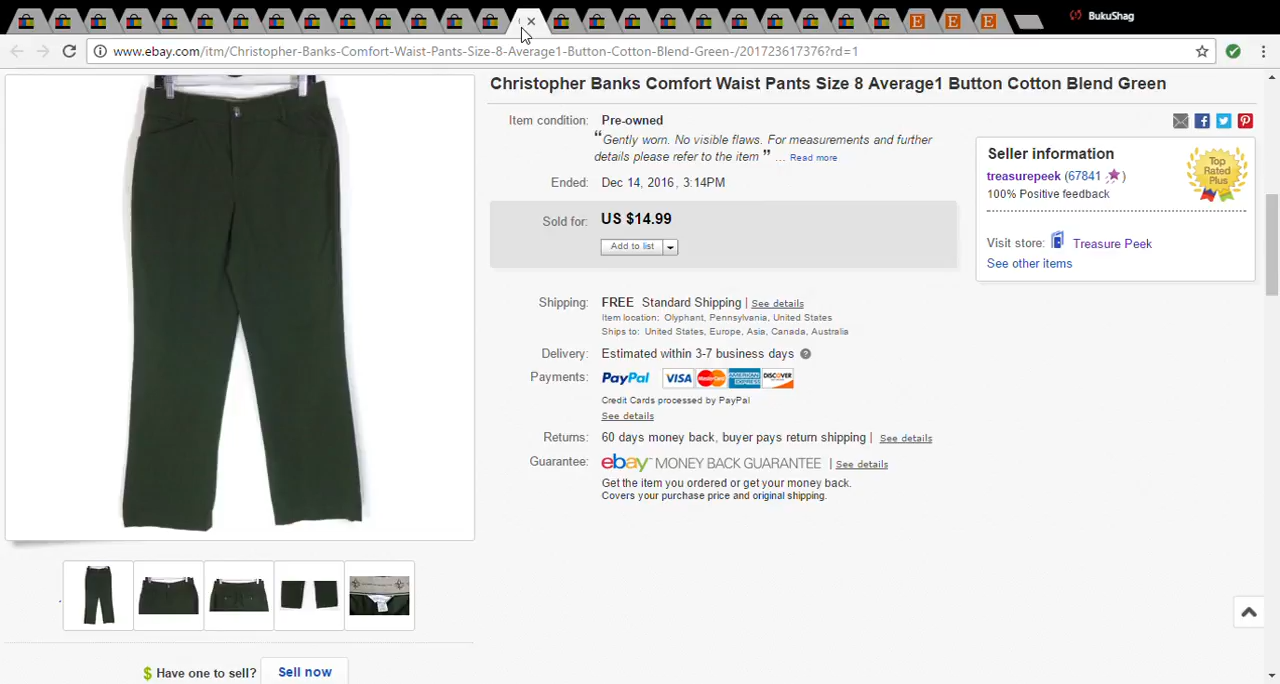 BukuShag
www.ebay.com/itm/Christopher-Banks-Comfort-Waist-Pants-Size-8-Average1-Button-Cotton-Blend-Green-/201723617376?rd=1
Christopher Banks Comfort Waist Pants Size 8 Average1 Button Cotton Blend Green
Item condition: Pre-owned
“Gently worn. No visible flaws. For measurements and further
details please refer to the item ” ... Read more
Ended: Dec 14, 2016 , 3:14PM
Sold for: US $14.99
Add to list
Shipping: FREE Standard Shipping | See details
Item location: Olyphant, Pennsylvania, United States
Ships to: United States, Europe, Asia, Canada, Australia
Delivery: Estimated within 3-7 business days ?
Payments: PayPal VISA MasterCard AMERICAN EXPRESS DISCOVER
Credit Cards processed by PayPal
See details
Returns: 60 days money back, buyer pays return shipping | See details
Guarantee: ebay MONEY BACK GUARANTEE | See details
Get the item you ordered or get your money back.
Covers your purchase price and original shipping.
Seller information
treasurepeek (67841 )
100% Positive feedback
Top
Rated
Plus
Visit store: Treasure Peek
See other items
$ Have one to sell? Sell now